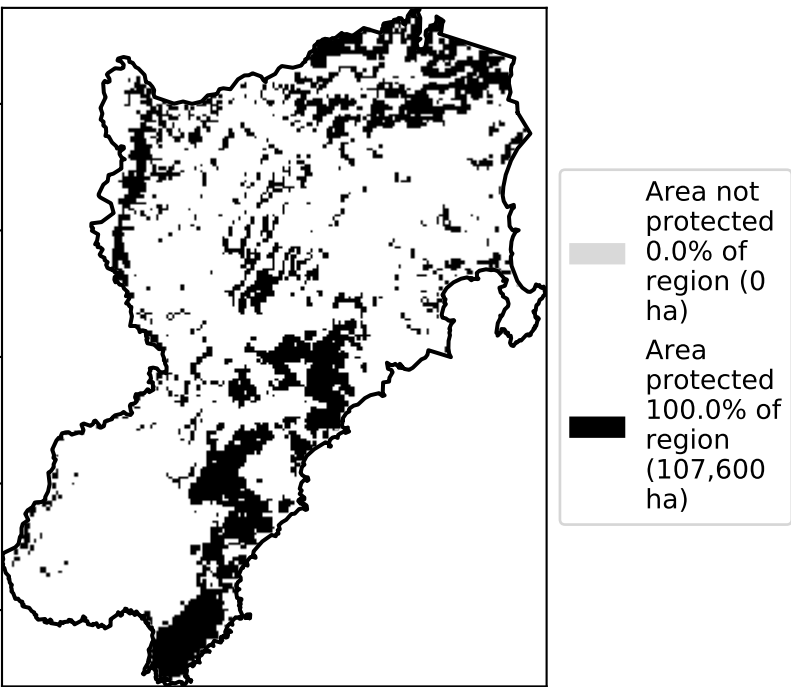 Area not
protected
0.0% of
region (0
ha)
Area
protected
100.0% of
region
(107,600
ha)